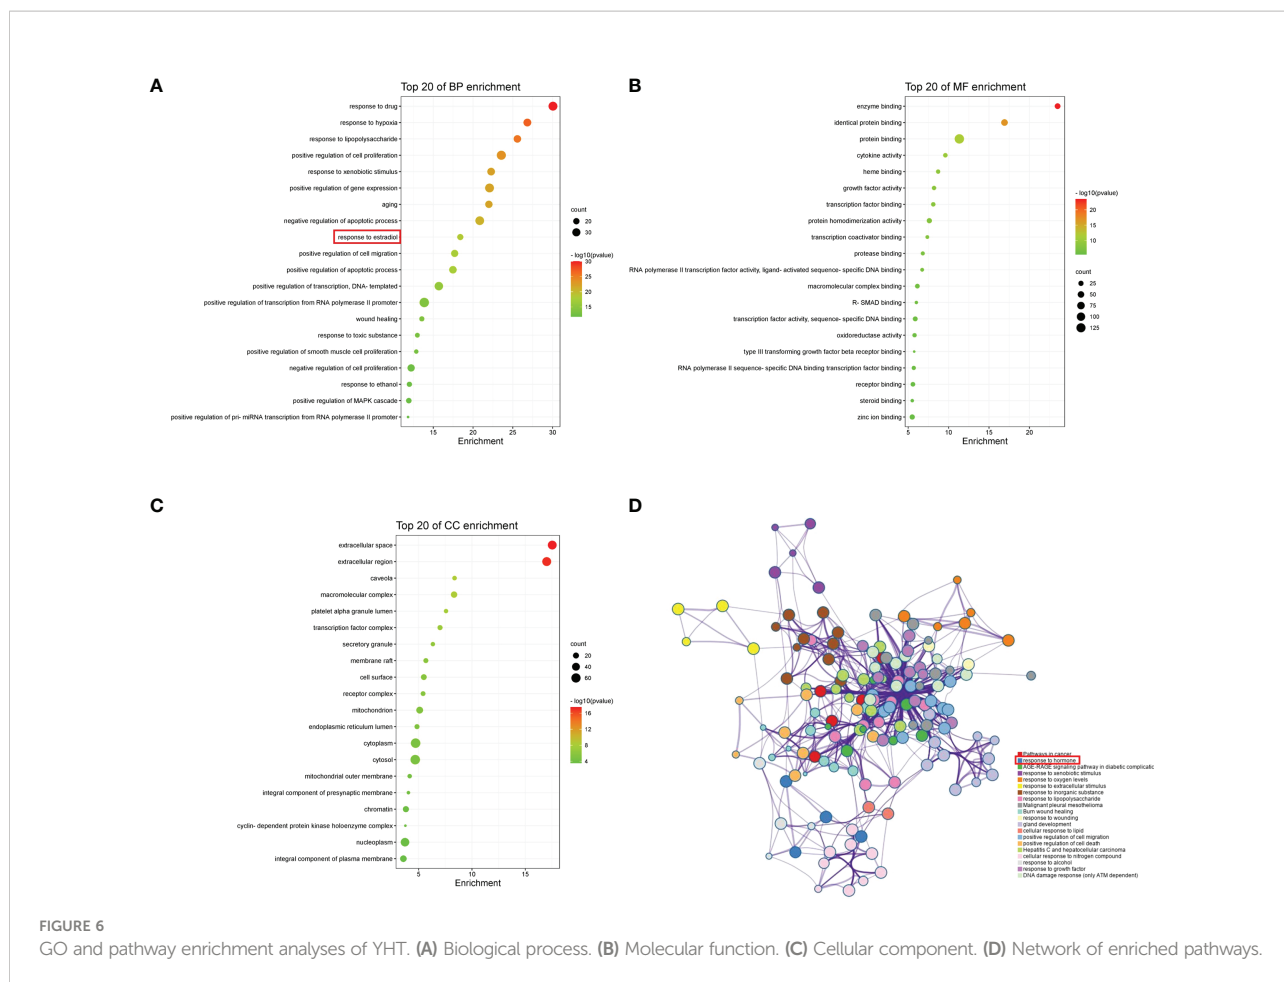 A
Top 20 of BP enrichment
response to drug
response to hypoxia
response to lipopolysaccharide
positive regulation of cell proliferation
response to xenobiotic stimulus
positive regulation of gene expression
aging
negative regulation of apoptotic process
response to estradiol
positive regulation of cell migration
positive regulation of apoptotic process
positive regulation of transcription, DNA- templated
positive regulation of transcription from RNA polymerase II promoter
wound healing
response to toxic substance
positive regulation of smooth muscle cell proliferation
negative regulation of cell proliferation
response to ethanol
positive regulation of MAPK cascade
positive regulation of pri- miRNA transcription from RNA polymerase II promoter
15 20 25 30
Enrichment
count
20
30
- log10(pvalue)
30
25
20
15
B
Top 20 of MF enrichment
enzyme binding
identical protein binding
protein binding
cytokine activity
heme binding
growth factor activity
transcription factor binding
protein homodimerization activity
transcription coactivator binding
protease binding
RNA polymerase II transcription factor activity, ligand- activated sequence- specific DNA binding
macromolecular complex binding
R- SMAD binding
transcription factor activity, sequence- specific DNA binding
oxidoreductase activity
type III transforming growth factor beta receptor binding
RNA polymerase II sequence- specific DNA binding transcription factor binding
receptor binding
steroid binding
zinc ion binding
5 10 15 20
Enrichment
- log10(pvalue)
20
15
10
count
25
50
75
100
125
C
Top 20 of CC enrichment
extracellular space
extracellular region
caveola
macromolecular complex
platelet alpha granule lumen
transcription factor complex
secretory granule
membrane raft
cell surface
receptor complex
mitochondrion
endoplasmic reticulum lumen
cytoplasm
cytosol
mitochondrial outer membrane
integral component of presynaptic membrane
chromatin
cyclin- dependent protein kinase holoenzyme complex
nucleoplasm
integral component of plasma membrane
5 10 15
Enrichment
count
20
40
60
- log10(pvalue)
16
12
8
4
D
Pathways in cancer
response to hormone
AGE-RAGE signaling pathway in diabetic complicatic
response to xenobiotic stimulus
response to oxygen levels
response to extracellular stimulus
response to inorganic substance
response to lipopolysaccharide
Malignant pleural mesothelioma
Burn wound healing
response to wounding
gland development
cellular response to lipid
positive regulation of cell migration
positive regulation of cell death
Hepatitis C and hepatocellular carcinoma
cellular response to nitrogen compound
response to alcohol
response to growth factor
DNA damage response (only ATM dependent)
FIGURE 6
GO and pathway enrichment analyses of YHT. (A) Biological process. (B) Molecular function. (C) Cellular component. (D) Network of enriched pathways.